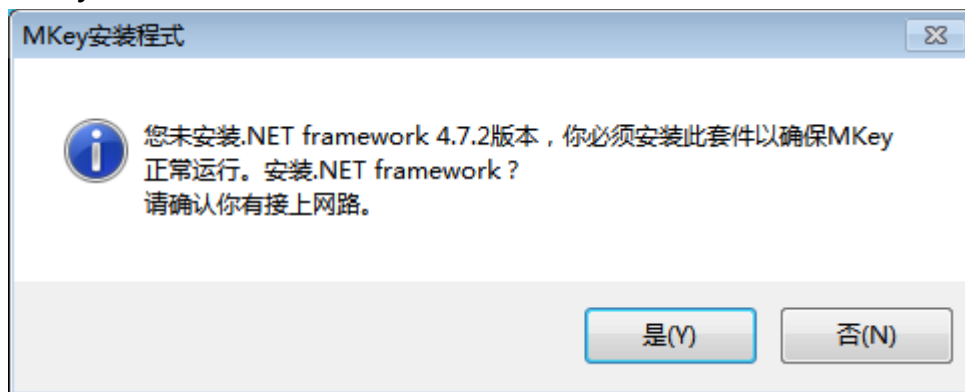 MKey安装程式
您未安装.NET framework 4.7.2版本，你必须安装此套件以确保MKey
正常运行。安装.NET framework？
请确认你有接上网路。
是(Y)
否(N)